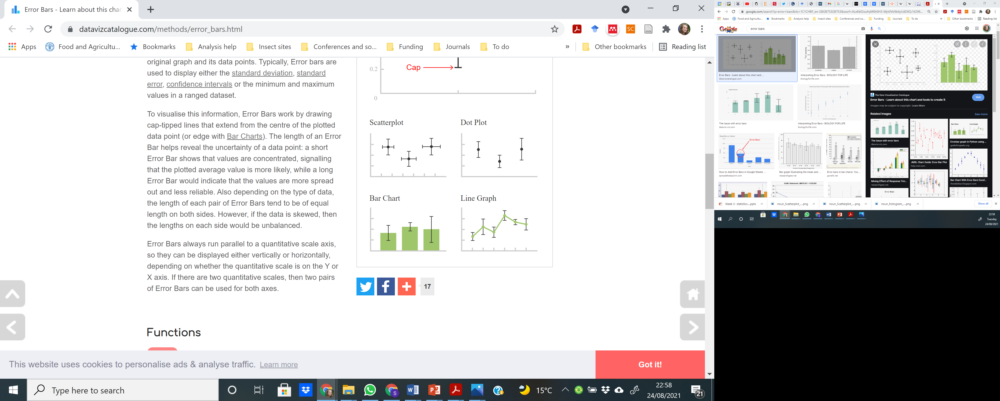 Error Bars - Learn about this char
datavizcatalogue.com/methods/error_bars.html
SC
Apps
Food and Agricultu...
Bookmarks
Analysis help
Insect sites
Conferences and so...
Funding
Journals
To do
»
Other bookmarks
Reading list
original graph and its data points. Typically, Error bars are
used to display either the standard deviation, standard
error, confidence intervals or the minimum and maximum
values in a ranged dataset.
To visualise this information, Error Bars work by drawing
cap-tipped lines that extend from the centre of the plotted
data point (or edge with Bar Charts). The length of an Error
Bar helps reveal the uncertainty of a data point: a short
Error Bar shows that values are concentrated, signalling
that the plotted average value is more likely, while a long
Error Bar would indicate that the values are more spread
out and less reliable. Also depending on the type of data,
the length of each pair of Error Bars tend to be of equal
length on both sides. However, if the data is skewed, then
the lengths on each side would be unbalanced.
Error Bars always run parallel to a quantitative scale axis,
so they can be displayed either vertically or horizontally,
depending on whether the quantitative scale is on the Y or
X axis. If there are two quantitative scales, then two pairs
of Error Bars can be used for both axes.
0.2
Cap
0
Scatterplot
Dot Plot
Bar Chart
Line Graph
17
Functions
This website uses cookies to personalise ads & analyse traffic. Learn more
Got it!
Type here to search
15°C
22:58
24/08/2021
21
error bars
Apps
Food and Agricultu...
Bookmarks
Analysis help
Insect sites
Conferences and so...
Funding
Journals
To do
»
Other bookmarks
Reading list
Google
error bars
Error Bars - Learn about this chart and ...
datavizcatalogue.com
Interpreting Error Bars - BIOLOGY FOR LIFE
biologyforlife.com
The issue with error bars
data-to-viz.com
Interpreting Error Bars - BIOLOGY FOR LIFE
biologyforlife.com
Quantity vs. Items
Error Bars
How to Add Error Bars in Google Sheets ...
spreadsheetpoint.com
Bar graph illustrating the mean and ...
researchgate.net
Error bars in bar charts. You ...
gorelik.net
VLINE Statement: LIMITSTAT = STDERR
The Data Visualisation Catalogue
Error Bars - Learn about this chart and tools to create it
Visit
Images may be subject to copyright. Learn More
Related images
See more
The issue with error bars
data-to-viz.com
JMSL Chart Guide: Error Bar Plot
help.imsl.com
Bar Chart
Line Graph
Errorbar graph in Python using ...
geeksforgeeks.org
Mixing Effect of Response Tim...
researchgate.net
Bar Chart With Error Bars Excel...
thetablebar.blogspot.com
Error Bars
Week 3- statistics....pptx
noun_Scatterplot_....png
noun_Scatterplot_....png
noun_histogram_....png
Show all
22:58
Tuesday
24/08/2021